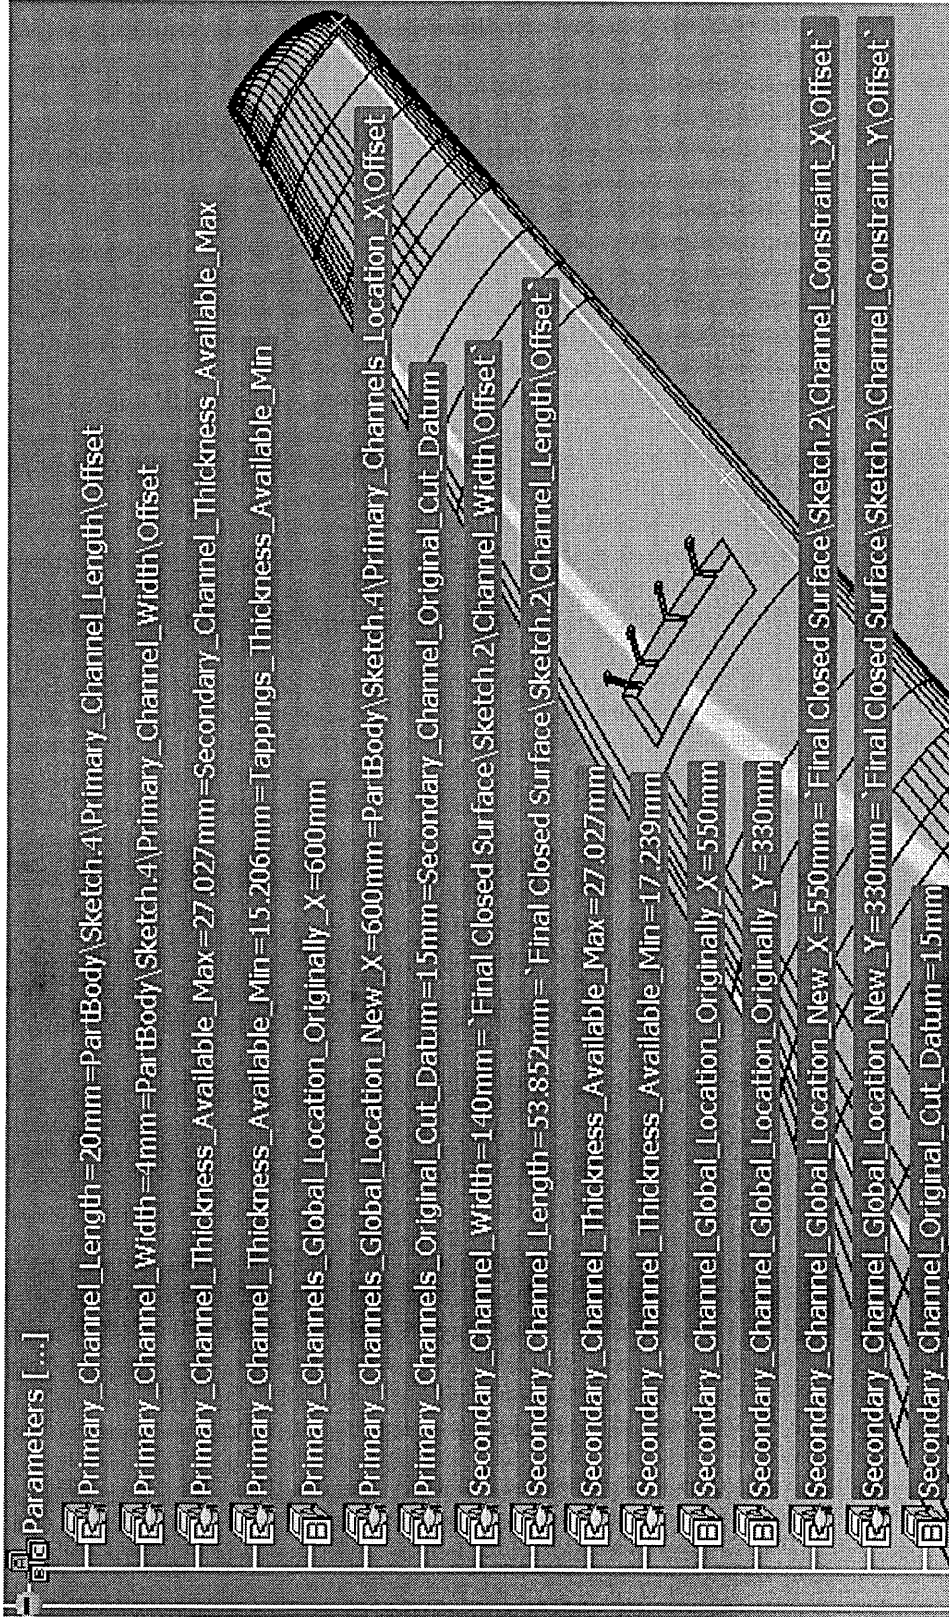 Parameters [...]
Primary_Channel_Length=20mm=PartBody\Sketch.4\Primary_Channel_Length\Offset
Primary_Channel_Width=4mm=PartBody\Sketch.4\Primary_Channel_Width\Offset
Primary_Channel_Thickness_Available_Max=27.027mm=Secondary_Channel_Thickness_Available_Max
Primary_Channel_Thickness_Available_Min=15.206mm=Tappings_Thickness_Available_Min
Primary_Channels_Global_Location_Originally_X=600mm
Primary_Channels_Global_Location_New_X=600mm=PartBody\Sketch.4\Primary_Channels_Location_X\Offset
Primary_Channels_Original_Cut_Datum=15mm=Secondary_Channel_Original_Cut_Datum
Secondary_Channel_Width=140mm=`Final Closed Surface\Sketch.2\Channel_Width\Offset`
Secondary_Channel_Length=53.852mm=`Final Closed Surface\Sketch.2\Channel_Length\Offset`
Secondary_Channel_Thickness_Available_Max=27.027mm
Secondary_Channel_Thickness_Available_Min=17.239mm
Secondary_Channel_Global_Location_Originally_X=550mm
Secondary_Channel_Global_Location_Originally_Y=330mm
Secondary_Channel_Global_Location_New_X=550mm=`Final Closed Surface\Sketch.2\Channel_Constraint_X\Offset`
Secondary_Channel_Global_Location_New_Y=330mm=`Final Closed Surface\Sketch.2\Channel_Constraint_Y\Offset`
Secondary_Channel_Original_Cut_Datum=15mm